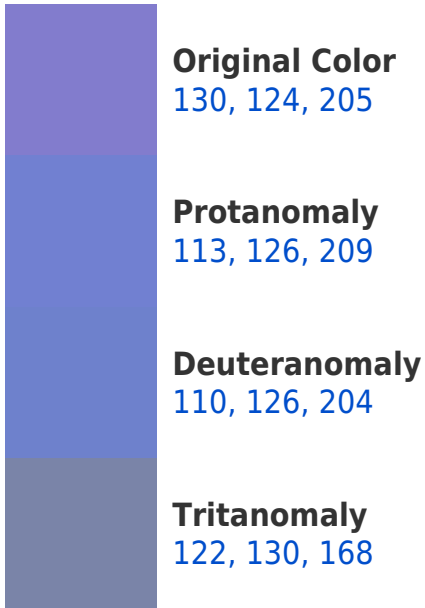 Original Color
130, 124, 205
Protanomaly
113, 126, 209
Deuteranomaly
110, 126, 204
Tritanomaly
122, 130, 168